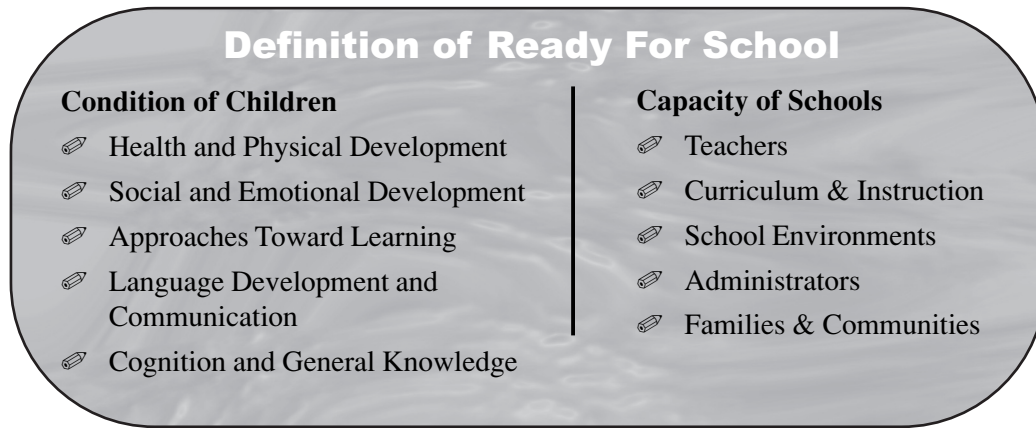 Definition of Ready For School
Condition of Children
Health and Physical Development
Social and Emotional Development
Approaches Toward Learning
Language Development and
Communication
Cognition and General Knowledge
Capacity of Schools
Teachers
Curriculum & Instruction
School Environments
Administrators
Families & Communities